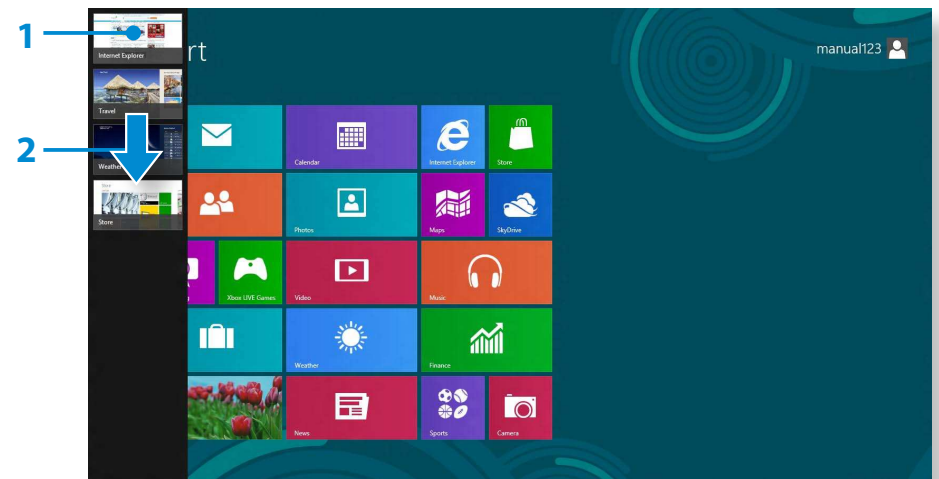 1
Internet Explorer
rt
manual123
Travel
2
Weather
Calendar
Internet Explorer
Store
Store
Store
Photos
Maps
SkyDrive
Xbox LIVE Games
Video
Music
Weather
Finance
News
Sports
Camera